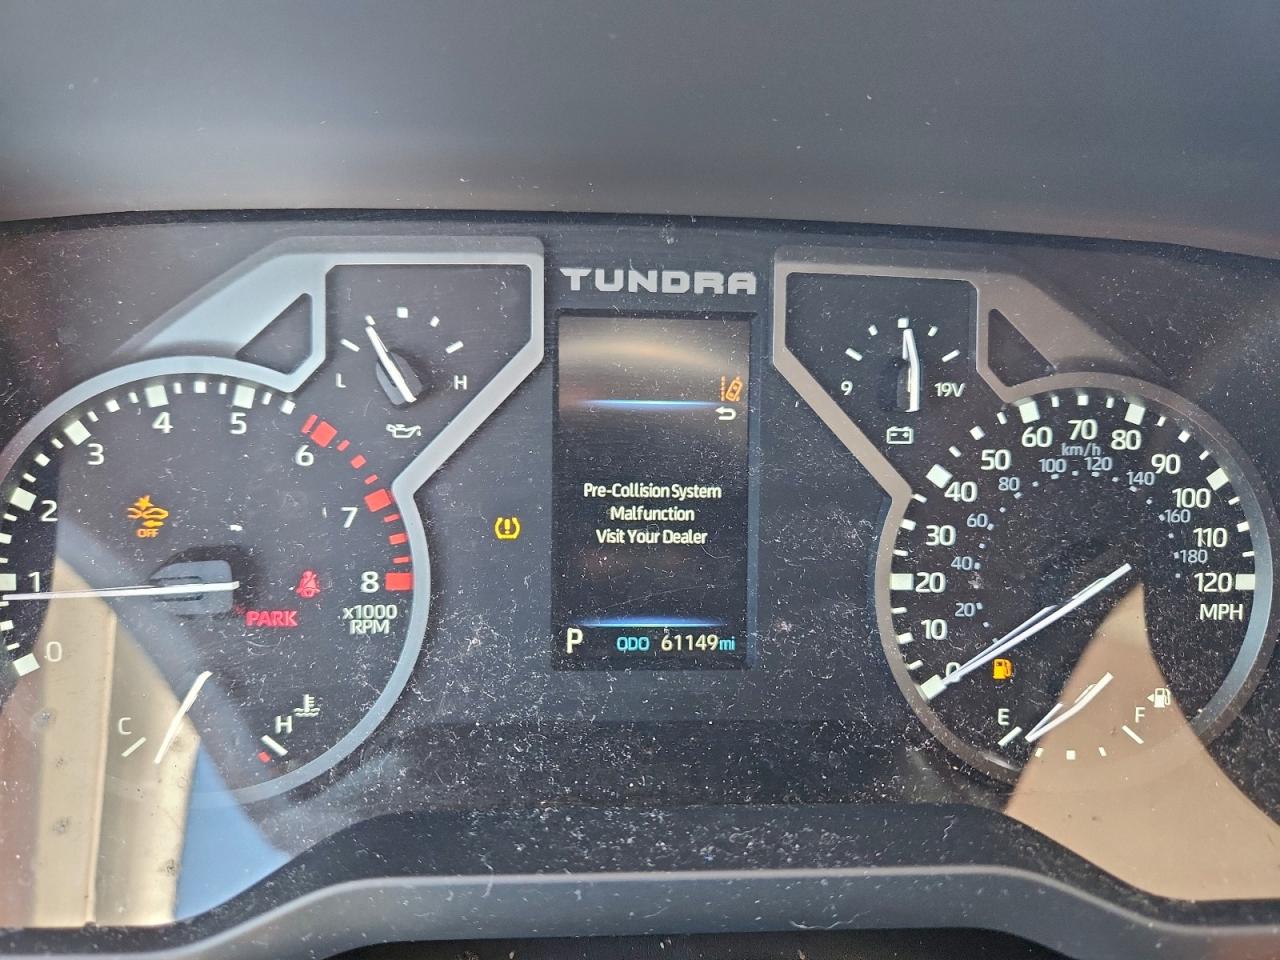 TUNDRA
L
H
9
19V
0
1
2
3
4
5
6
7
8
x1000
RPM
OFF
PARK
C
H
Pre-Collision System
Malfunction
Visit Your Dealer
P ODO 61149mi
0
10
20
30
40
50
60
70
80
90
100
110
120
MPH
km/h
20
40
60
80
100
120
140
160
180
E
F